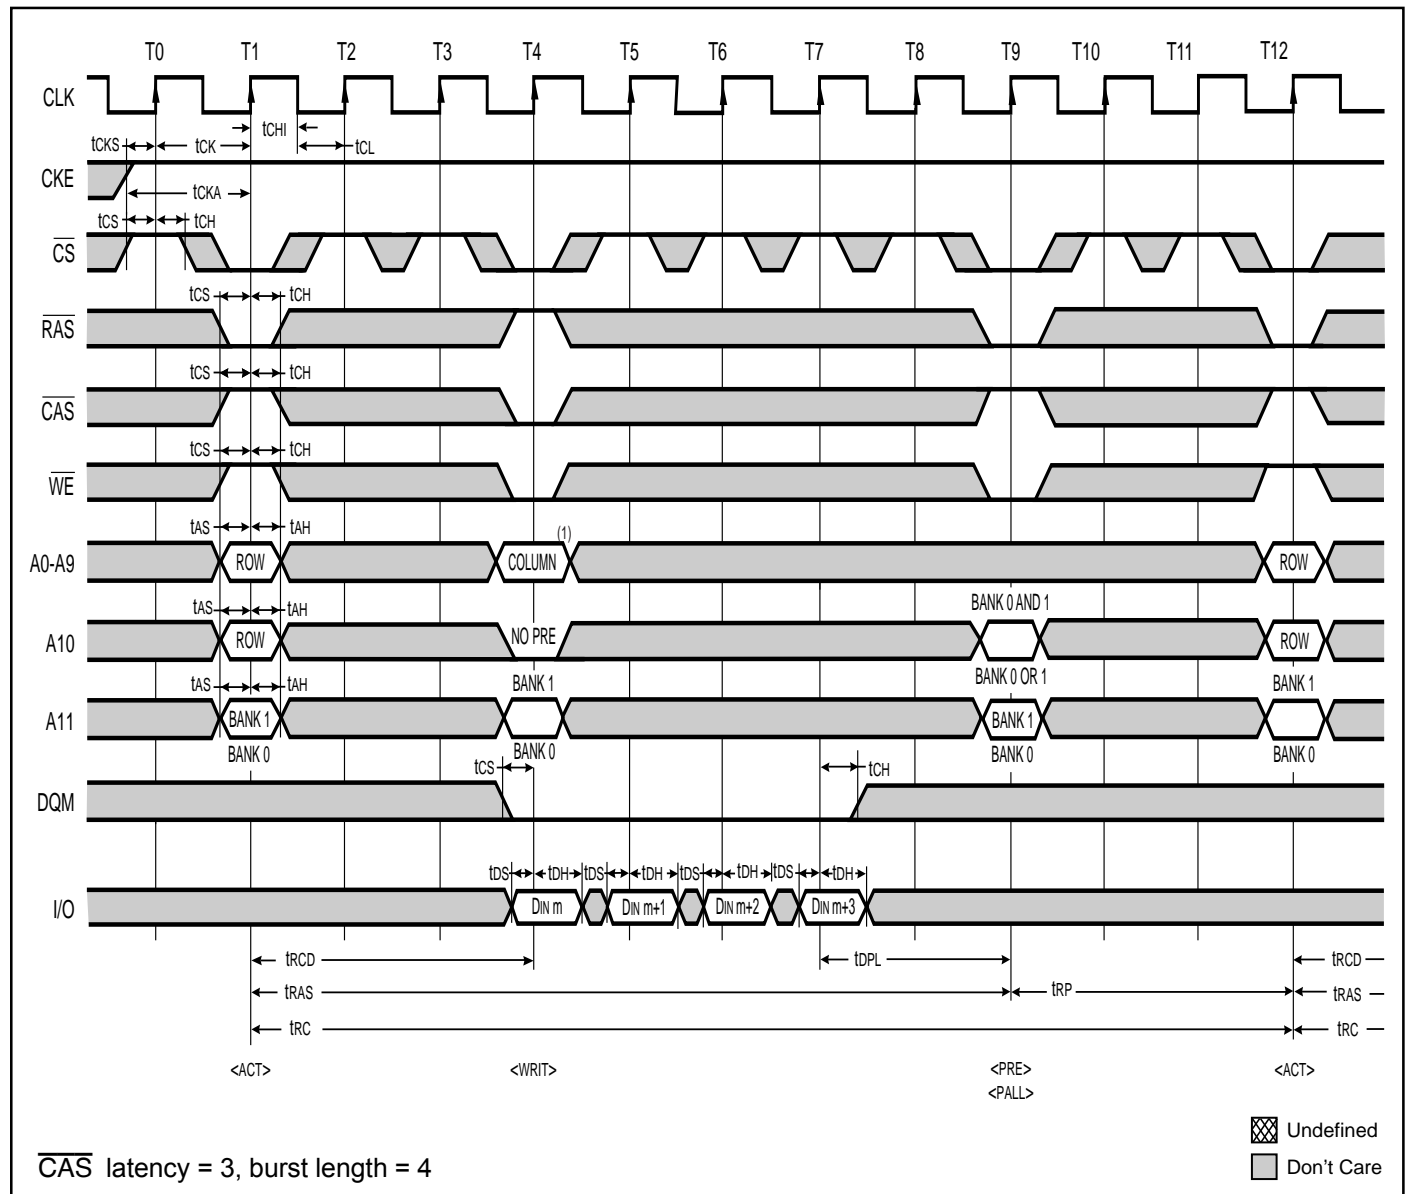 T0 T1 T2 T3 T4 T5 T6 T7 T8 T9 T10 T11 T12
CLK
tCHI
tCKS tCK tCL
CKE
tCKA
tCS tCH
CS
tCS tCH
RAS
tCS tCH
CAS
tCS tCH
WE
tAS tAH (1)
A0-A9 ROW COLUMN ROW
tAS tAH BANK 0 AND 1
A10 ROW NO PRE ROW
tAS tAH BANK 1 BANK 0 OR 1 BANK 1
A11 BANK 1 BANK 1
BANK 0 BANK 0 BANK 0 BANK 0
tCS tCH
DQM
tDS tDH tDS tDH tDS tDH tDS tDH
I/O DIN m DIN m+1 DIN m+2 DIN m+3
tRCD tDPL tRCD
tRAS tRP tRAS
tRC tRC
<ACT> <WRIT> <PRE> <ACT>
<PALL>
Undefined
CAS latency = 3, burst length = 4 Don't Care